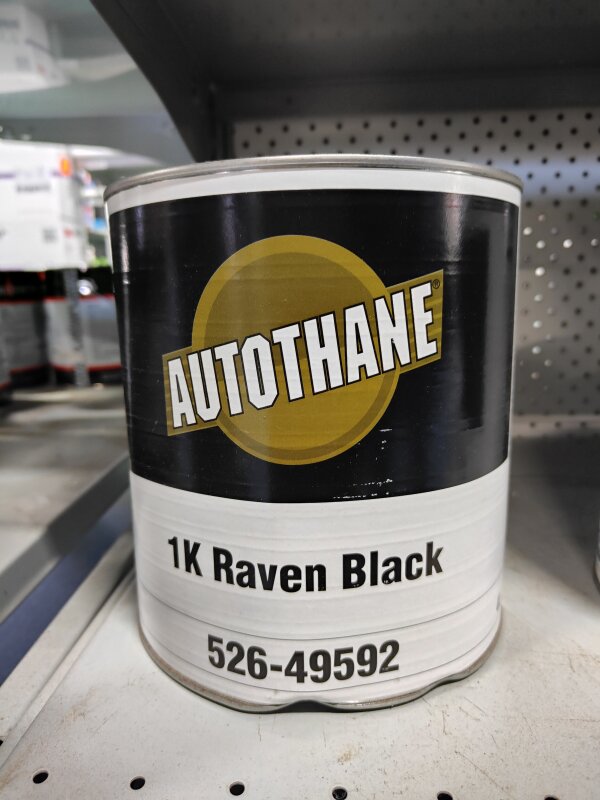 AUTOTHANE®
1K Raven Black
526-49592